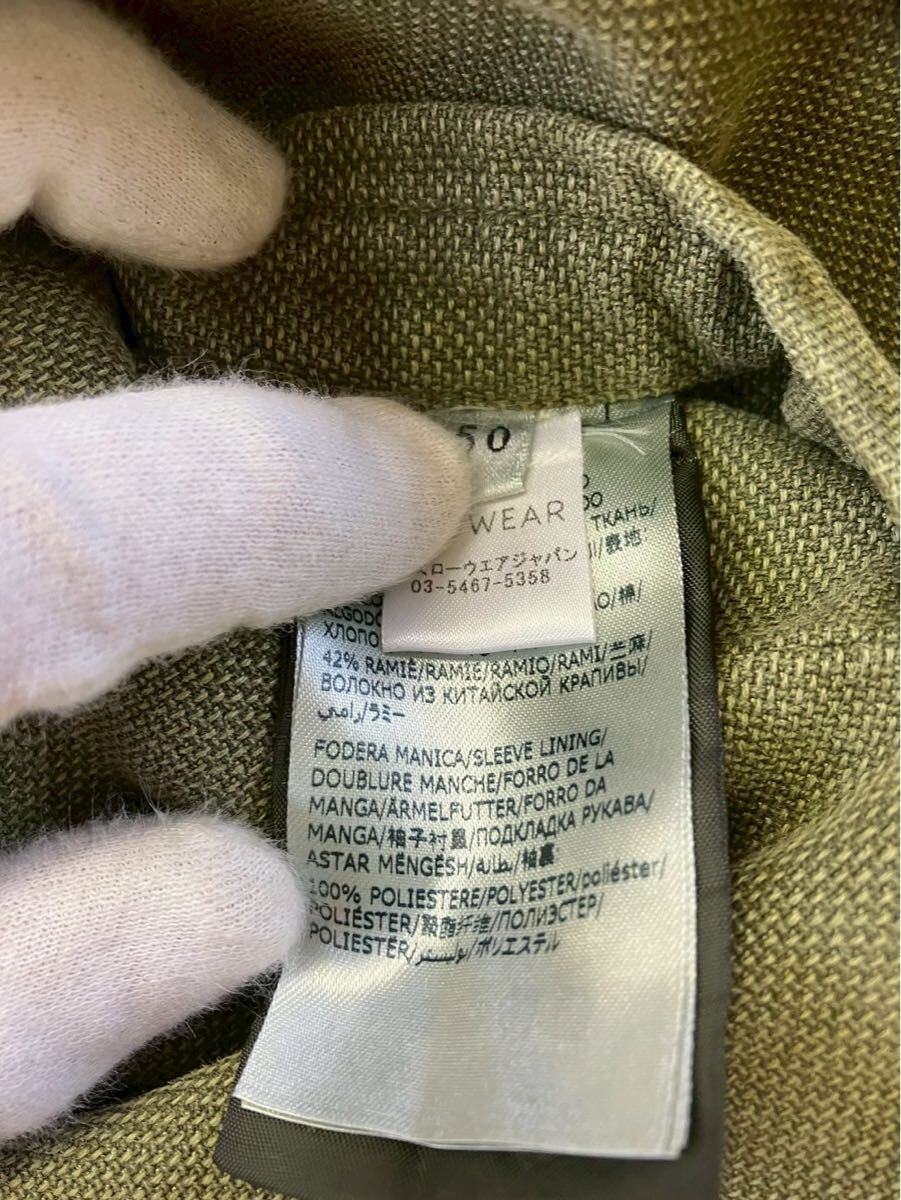 50
WEAR
スローウエアジャパン
03-5467-5358
DO
ТКАНЬ/
表地:
棉/
ALGODO
ХЛОПО
42% RAMIÈ/RAMIE/RAMIO/RAMI/苎麻/
ВОЛОКНО ИЗ КИТАЙСКОЙ КРАПИВЫ/
رامي/ラミー
FODERA MANICA/SLEEVE LINING/
DOUBLURE MANCHE/FORRO DE LA
MANGA/ÄRMELFUTTER/FORRO DA
MANGA/袖子衬里/ПОДКЛАДКА РУКАВА/
ASTAR MËNGËSH/بطانة/袖裏
100% POLIESTERE/POLYESTER/poliéster/
POLIÉSTER/聚酯纤维/ПОЛИЭСТЕР/
POLIESTËR/بوليستر/ポリエステル